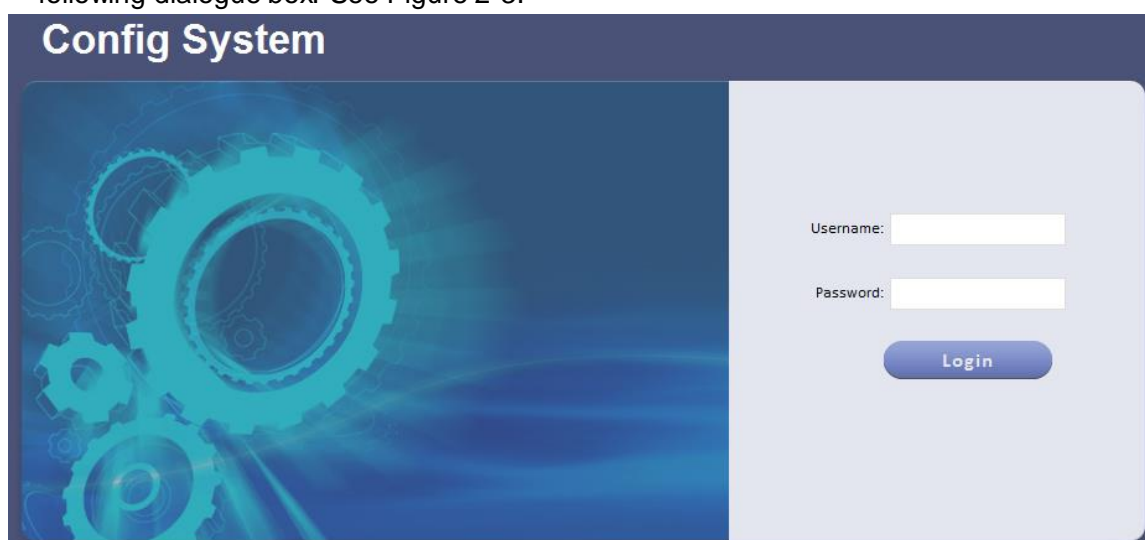 following dialogue box. See Figure 2-3.
Config System
Username:
Password:
Login